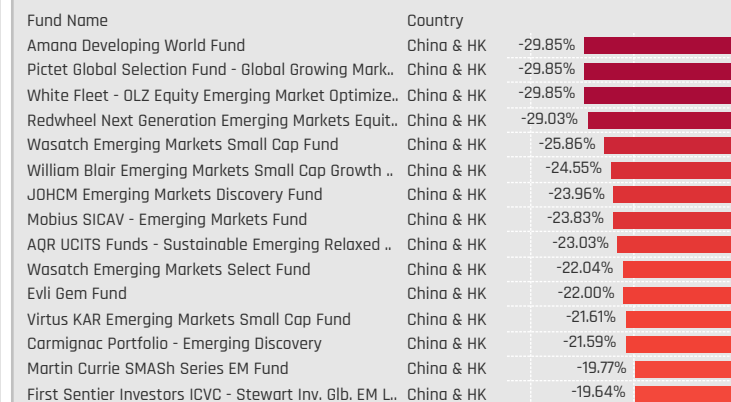 Fund Name Country
Amana Developing World Fund China & HK -29.85%
Pictet Global Selection Fund - Global Growing Mark.. China & HK -29.85%
White Fleet - OLZ Equity Emerging Market Optimize.. China & HK -29.85%
Redwheel Next Generation Emerging Markets Equit.. China & HK -29.03%
Wasatch Emerging Markets Small Cap Fund China & HK -25.86%
William Blair Emerging Markets Small Cap Growth .. China & HK -24.55%
JOHCM Emerging Markets Discovery Fund China & HK -23.96%
Mobius SICAV - Emerging Markets Fund China & HK -23.83%
AQR UCITS Funds - Sustainable Emerging Relaxed .. China & HK -23.03%
Wasatch Emerging Markets Select Fund China & HK -22.04%
Evli Gem Fund China & HK -22.00%
Virtus KAR Emerging Markets Small Cap Fund China & HK -21.61%
Carmignac Portfolio - Emerging Discovery China & HK -21.59%
Martin Currie SMASh Series EM Fund China & HK -19.77%
First Sentier Investors ICVC - Stewart Inv. Glb. EM L.. China & HK -19.64%